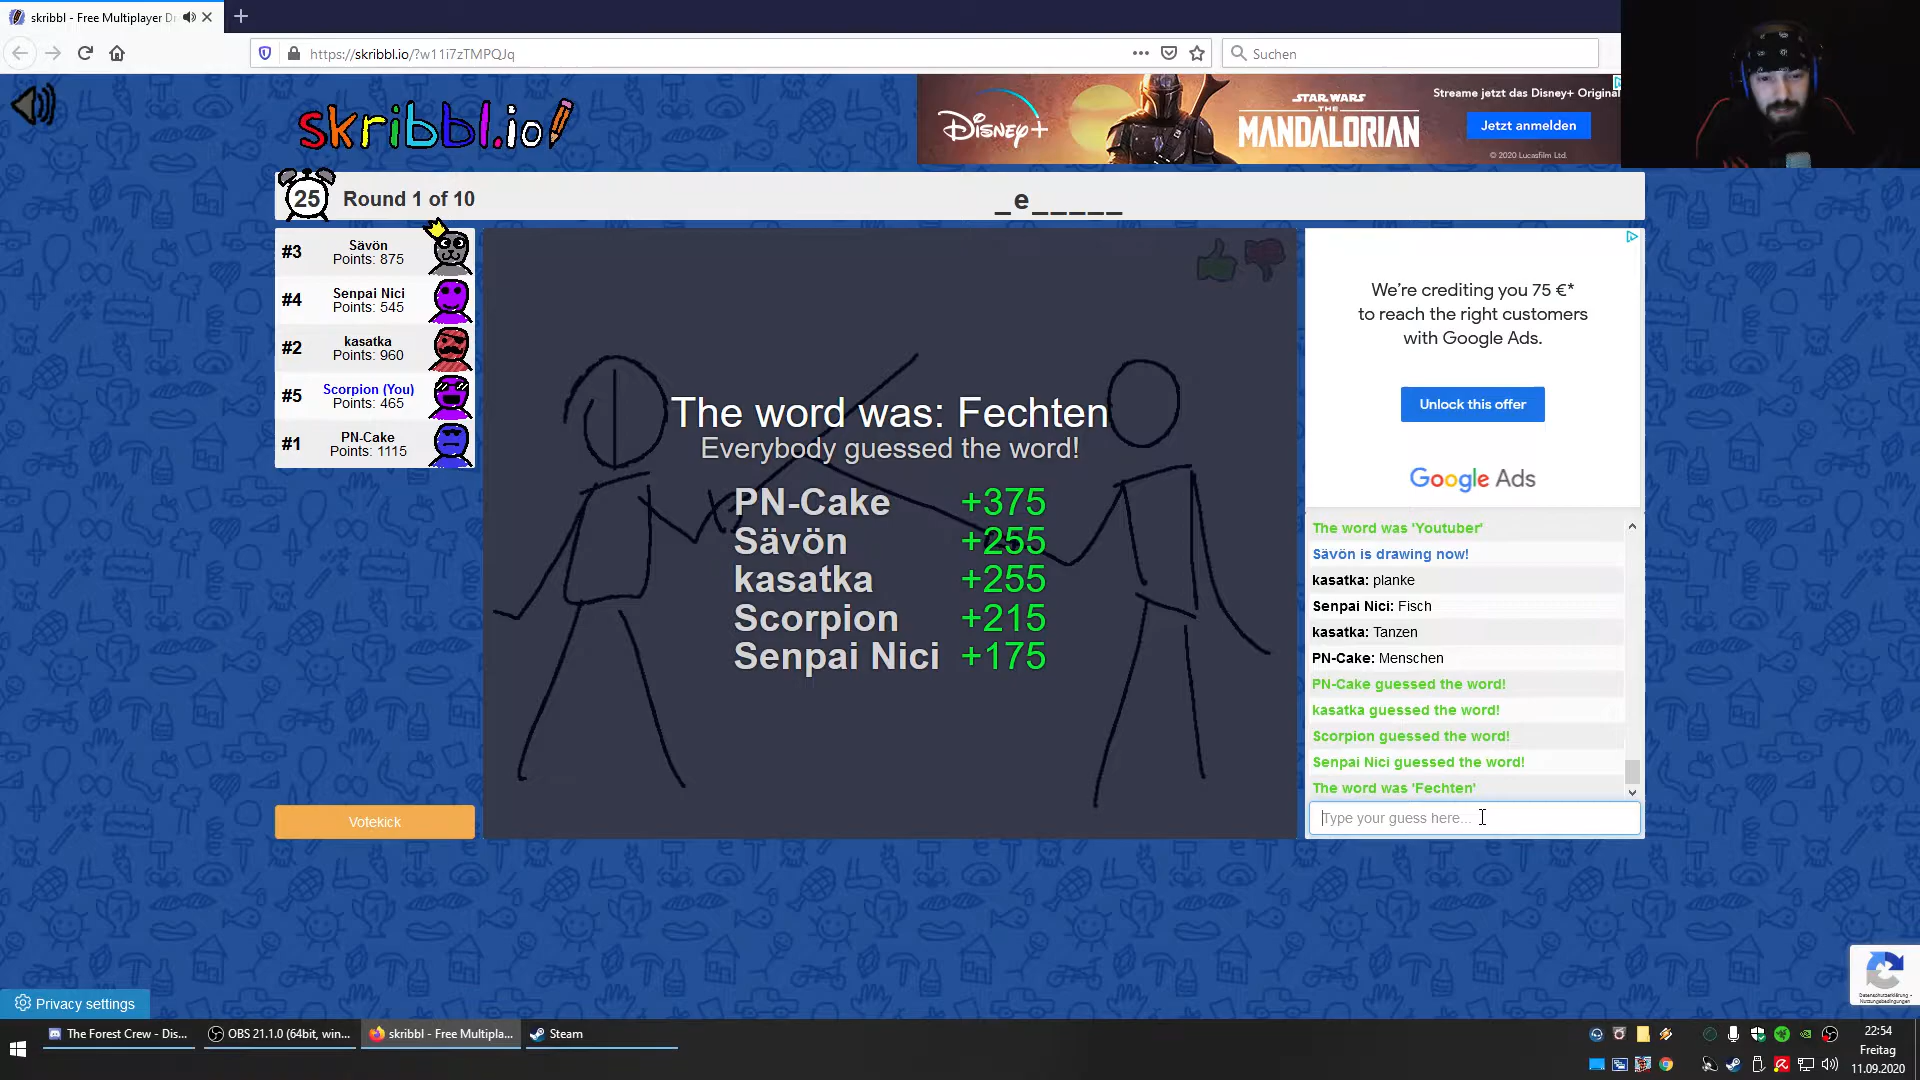 skribbl - Free Multiplayer Dr
https://skribbl.io/?w11i7zTMPQJq
Suchen
skribbl.io
Disney+
STAR WARS
THE
MANDALORIAN
Streame jetzt das Disney+ Original
Jetzt anmelden
© 2020 Lucasfilm Ltd.
25
Round 1 of 10
_e_____
#3
Sävön
Points: 875
#4
Senpai Nici
Points: 545
#2
kasatka
Points: 960
#5
Scorpion (You)
Points: 465
#1
PN-Cake
Points: 1115
Votekick
The word was: Fechten
Everybody guessed the word!
PN-Cake +375
Sävön +255
kasatka +255
Scorpion +215
Senpai Nici +175
We're crediting you 75 €*
to reach the right customers
with Google Ads.
Unlock this offer
Google Ads
The word was 'Youtuber'
Sävön is drawing now!
kasatka: planke
Senpai Nici: Fisch
kasatka: Tanzen
PN-Cake: Menschen
PN-Cake guessed the word!
kasatka guessed the word!
Scorpion guessed the word!
Senpai Nici guessed the word!
The word was 'Fechten'
Type your guess here...
Privacy settings
The Forest Crew - Dis...
OBS 21.1.0 (64bit, win...
skribbl - Free Multipla...
Steam
22:54
Freitag
11.09.2020